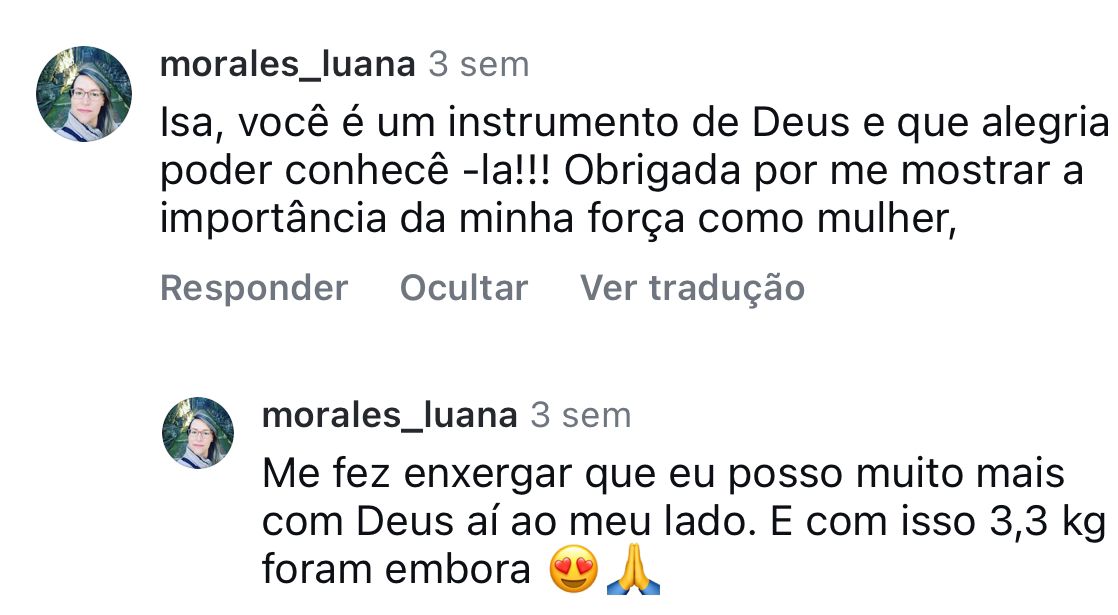 morales_luana 3 sem
Isa, você é um instrumento de Deus e que alegria
poder conhecê -la!!! Obrigada por me mostrar a
importância da minha força como mulher,
Responder Ocultar Ver tradução
morales_luana 3 sem
Me fez enxergar que eu posso muito mais
com Deus aí ao meu lado. E com isso 3,3 kg
foram embora 😍🙏